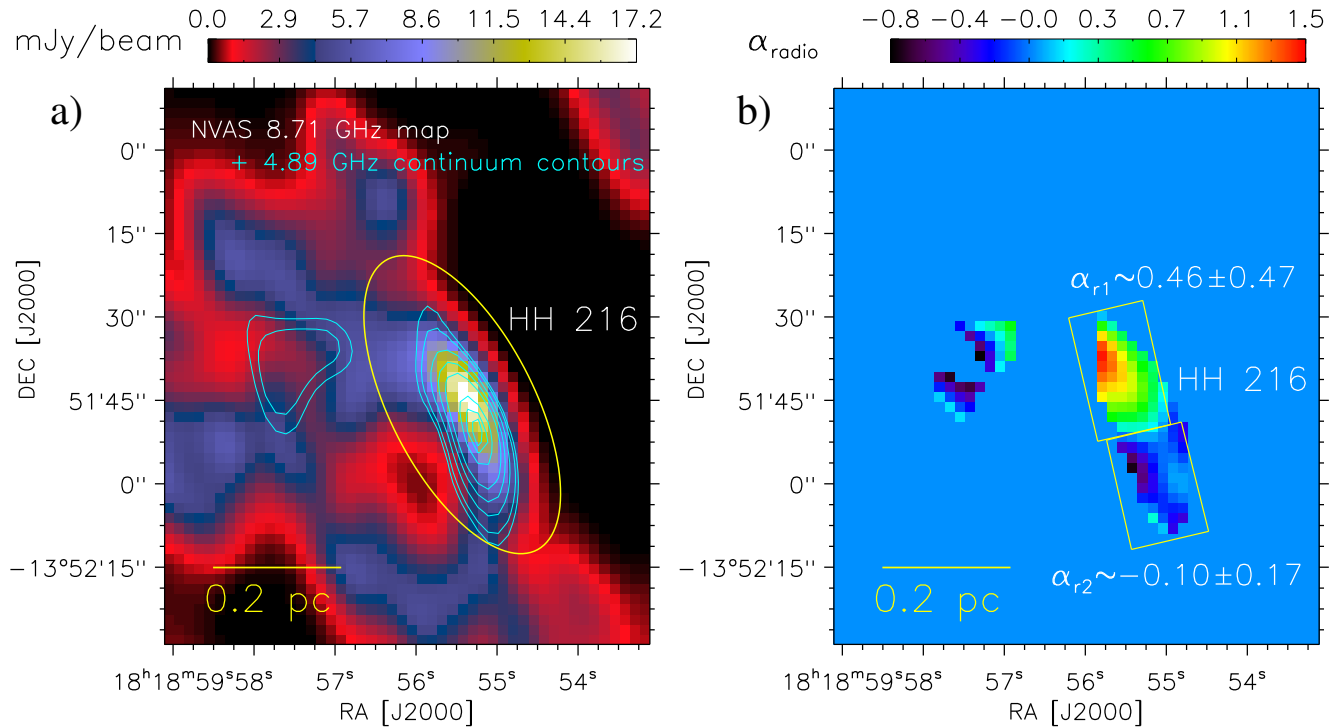 0.0 2.9 5.7 8.6 11.5 14.4 17.2
mJy/beam
a)
NVAS 8.71 GHz map
+ 4.89 GHz continuum contours
HH 216
0.2 pc
0''
15''
30''
51'45''
0''
−13°52'15''
DEC [J2000]
18ʰ18ᵐ59ˢ58ˢ 57ˢ 56ˢ 55ˢ 54ˢ
RA [J2000]
−0.8 −0.4 −0.0 0.3 0.7 1.1 1.5
αradio
b)
αr1~0.46±0.47
HH 216
αr2~−0.10±0.17
0.2 pc
0''
15''
30''
51'45''
0''
−13°52'15''
DEC [J2000]
18ʰ18ᵐ59ˢ58ˢ 57ˢ 56ˢ 55ˢ 54ˢ
RA [J2000]